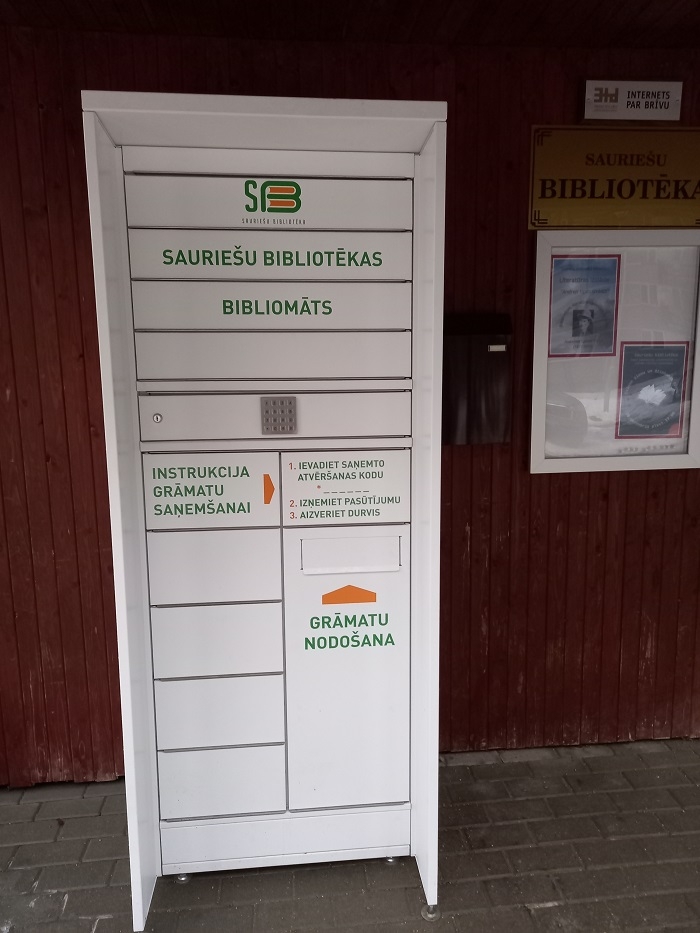 SB
SAURIEŠU BIBLIOTĒKA
SAURIEŠU BIBLIOTĒKAS
BIBLIOMĀTS
INSTRUKCIJA
GRĀMATU
SAŅEMŠANAI
1. IEVADIET SAŅEMTO
ATVĒRŠANAS KODU
* _ _ _ _ _ _
2. IZŅEMIET PASŪTĪJUMU
3. AIZVERIET DURVIS
GRĀMATU
NODOŠANA
INTERNETS
PAR BRĪVU
SAURIEŠU
BIBLIOTĒKA